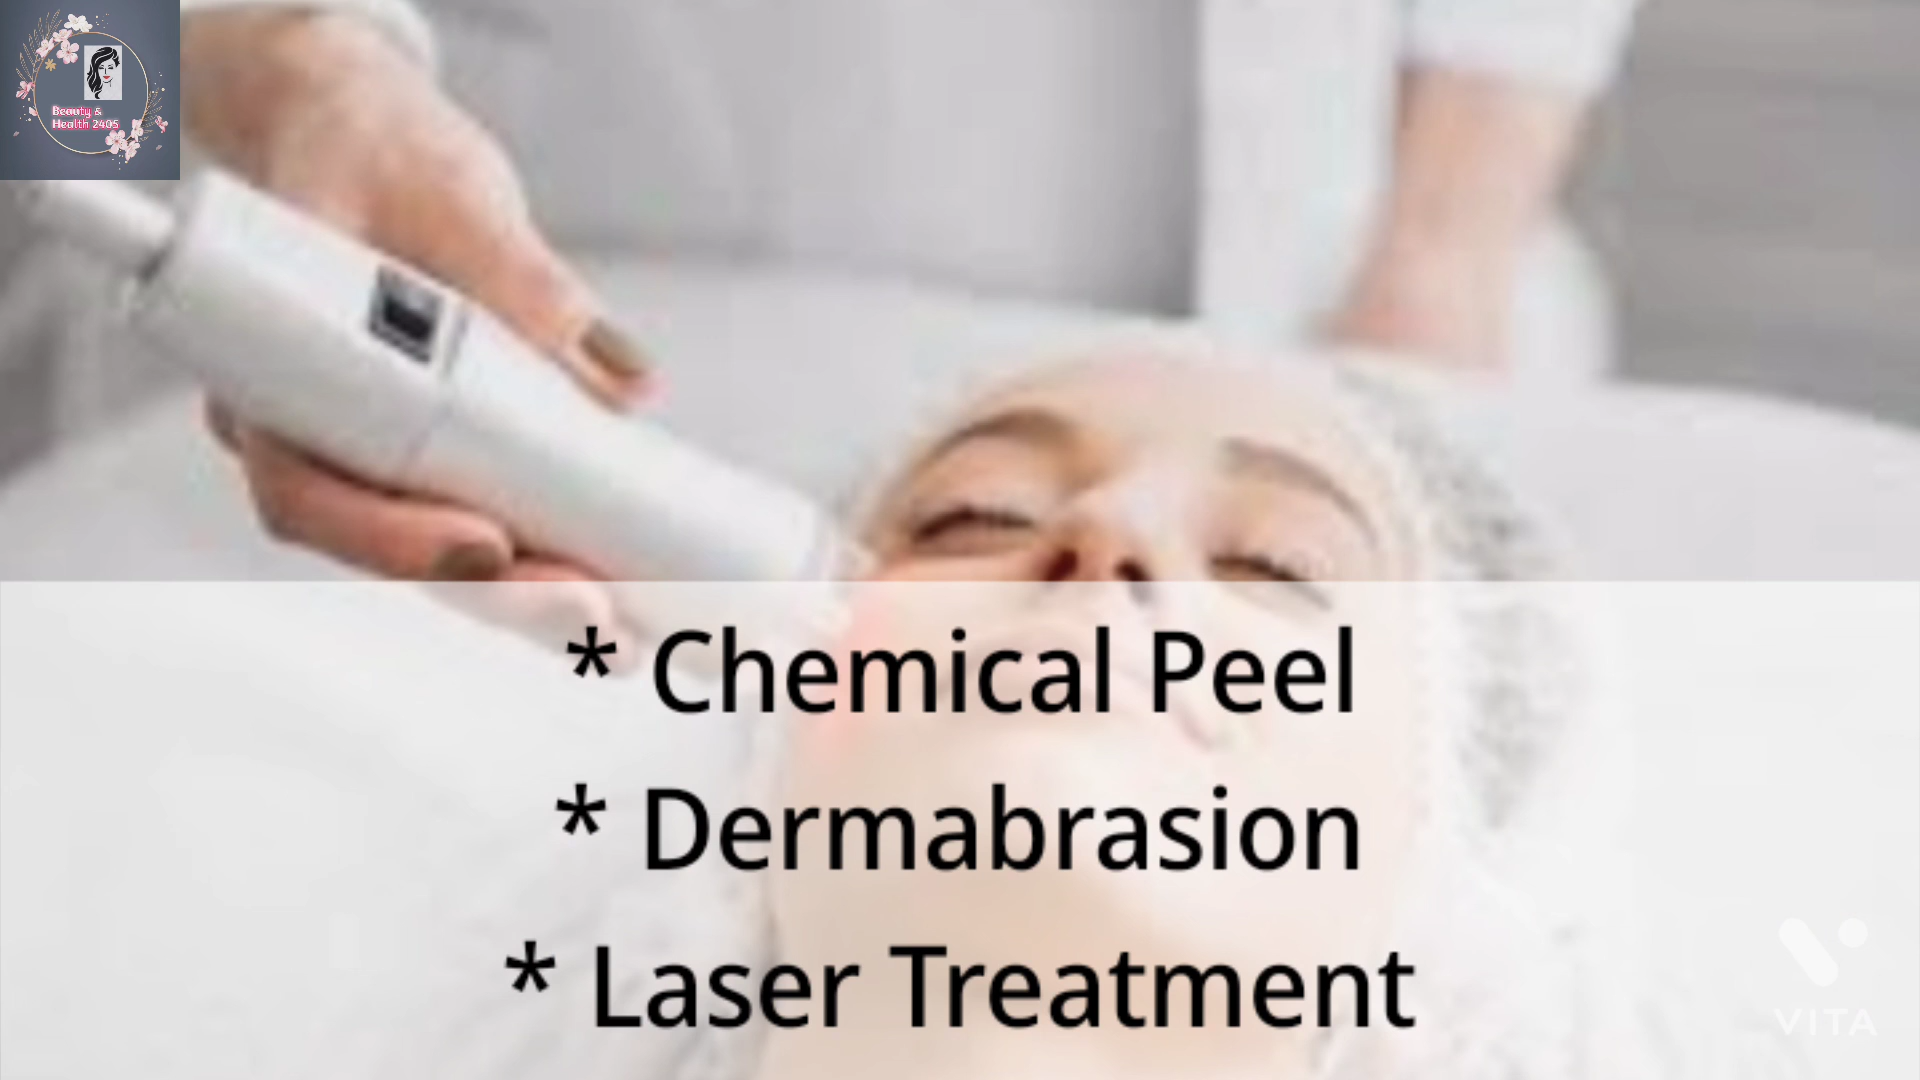 Beauty &
Health 2405
* Chemical Peel
* Dermabrasion
* Laser Treatment
VITA